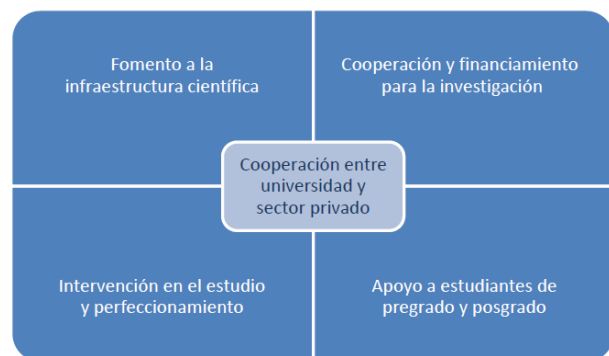 Fomento a la
infraestructura científica
Cooperación y financiamiento
para la investigación
Cooperación entre
universidad y
sector privado
Intervención en el estudio
y perfeccionamiento
Apoyo a estudiantes de
pregrado y posgrado